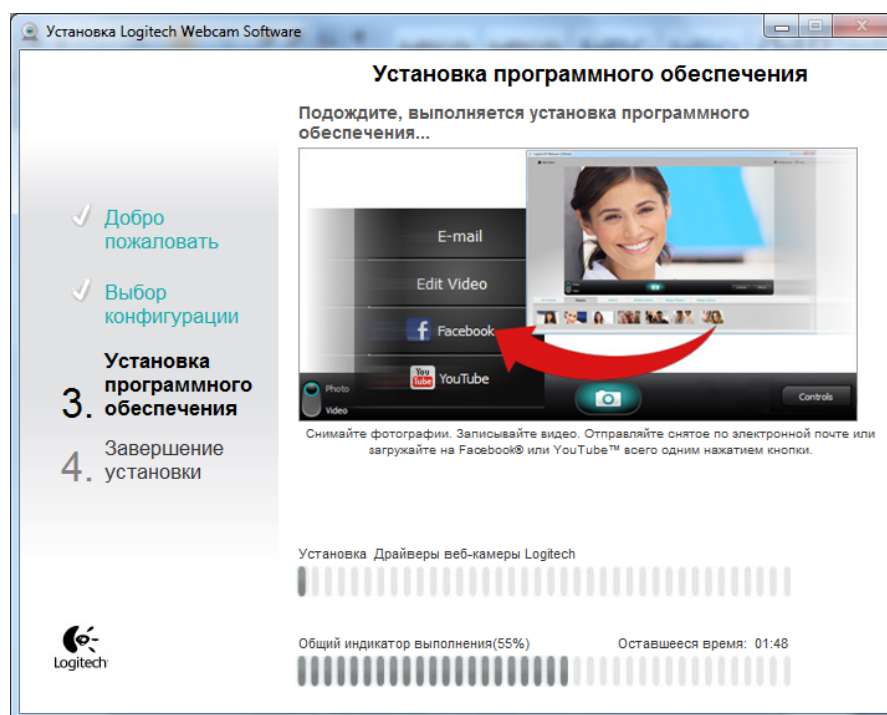 Установка Logitech Webcam Software
Установка программного обеспечения
Подождите, выполняется установка программного
обеспечения...
Добро
пожаловать
Выбор
конфигурации
3. Установка
программного
обеспечения
4. Завершение
установки
E-mail
Edit Video
Facebook
You
Tube
YouTube
Photo
Video
Controls
Снимайте фотографии. Записывайте видео. Отправляйте снятое по электронной почте или
загружайте на Facebook® или YouTube™ всего одним нажатием кнопки.
Установка Драйверы веб-камеры Logitech
Общий индикатор выполнения(55%) Оставшееся время: 01:48
Logitech